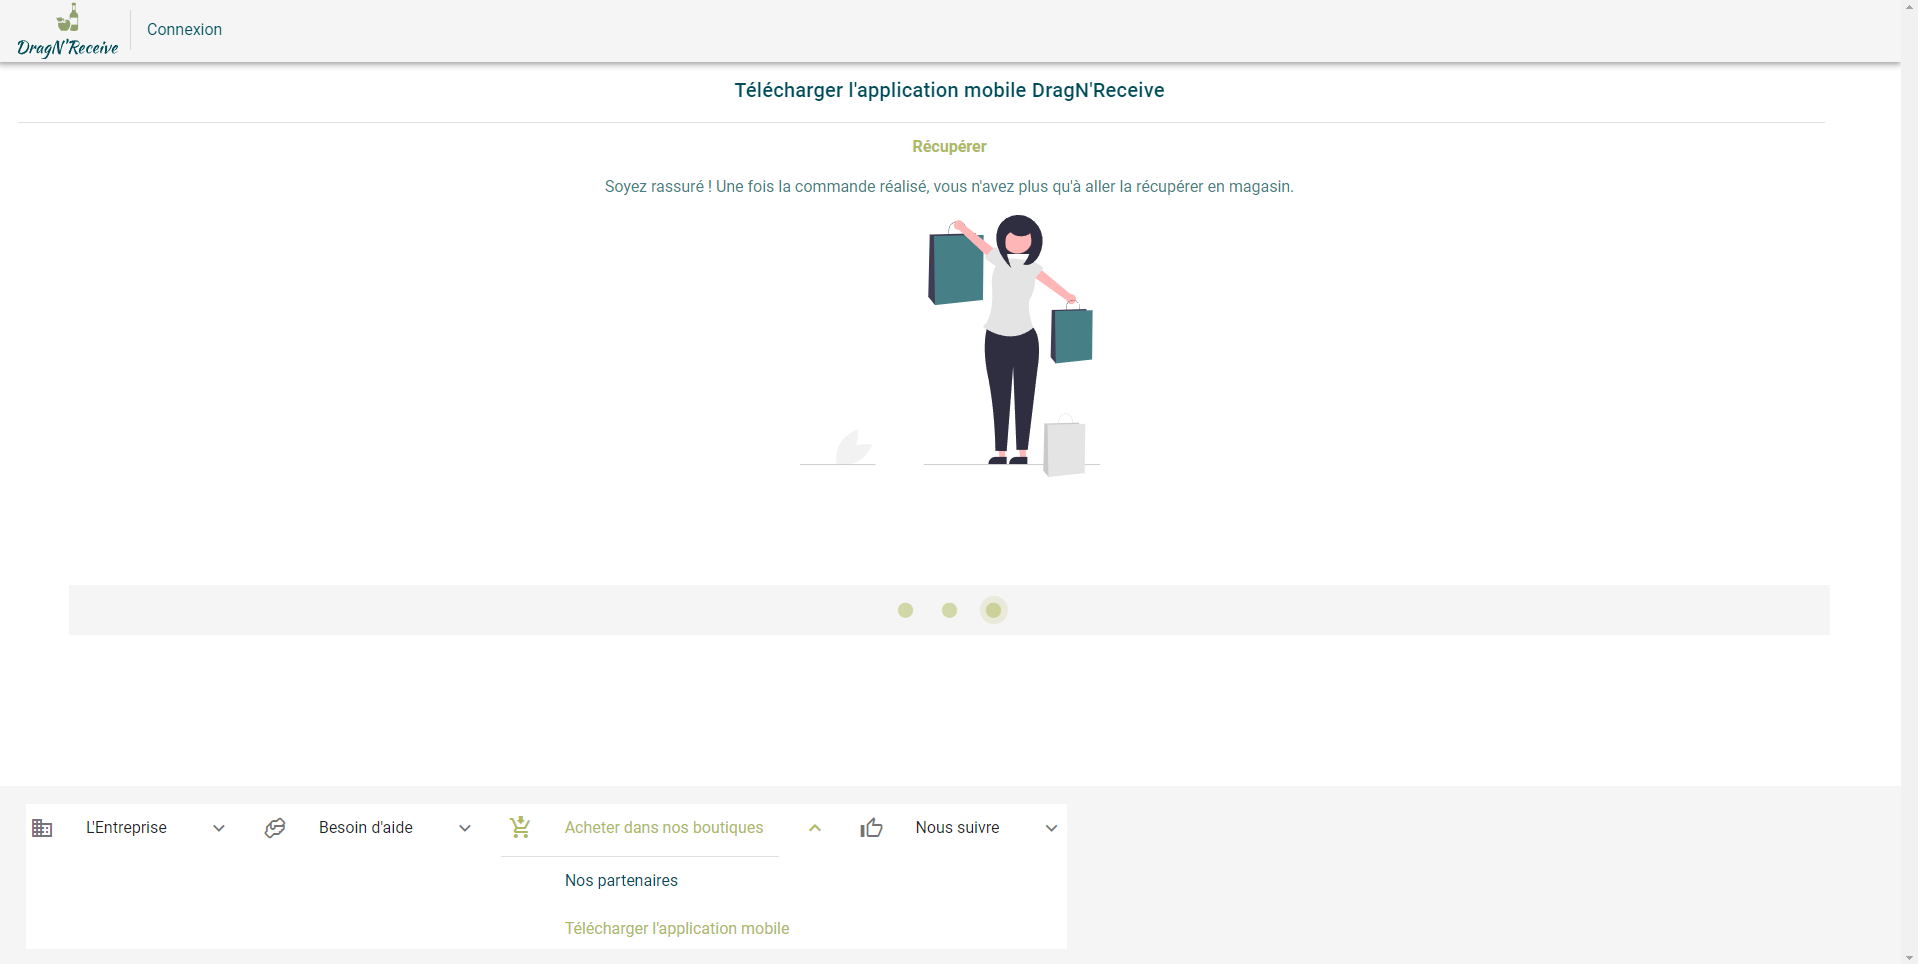 DragN'Receive
Connexion
Télécharger l'application mobile DragN'Receive
Récupérer
Soyez rassuré ! Une fois la commande réalisé, vous n'avez plus qu'à aller la récupérer en magasin.
L'Entreprise
Besoin d'aide
Acheter dans nos boutiques
Nous suivre
Nos partenaires
Télécharger l'application mobile